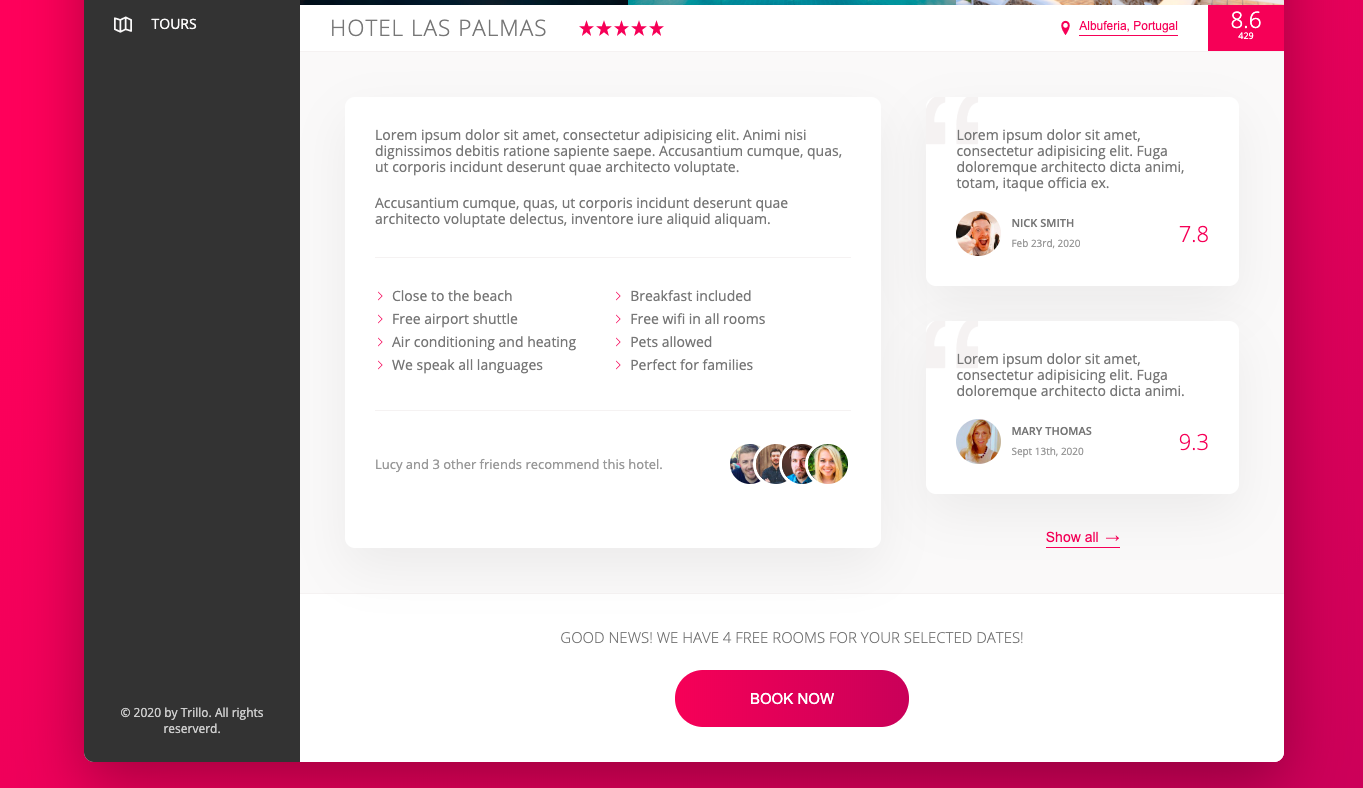 TOURS
HOTEL LAS PALMAS
Albuferia, Portugal
8.6
429
Lorem ipsum dolor sit amet, consectetur adipisicing elit. Animi nisi
dignissimos debitis ratione sapiente saepe. Accusantium cumque, quas,
ut corporis incidunt deserunt quae architecto voluptate.
Accusantium cumque, quas, ut corporis incidunt deserunt quae
architecto voluptate delectus, inventore iure aliquid aliquam.
Close to the beach
Breakfast included
Free airport shuttle
Free wifi in all rooms
Air conditioning and heating
Pets allowed
We speak all languages
Perfect for families
Lucy and 3 other friends recommend this hotel.
“
Lorem ipsum dolor sit amet,
consectetur adipisicing elit. Fuga
doloremque architecto dicta animi,
totam, itaque officia ex.
NICK SMITH
Feb 23rd, 2020
7.8
“
Lorem ipsum dolor sit amet,
consectetur adipisicing elit. Fuga
doloremque architecto dicta animi.
MARY THOMAS
Sept 13th, 2020
9.3
Show all →
GOOD NEWS! WE HAVE 4 FREE ROOMS FOR YOUR SELECTED DATES!
BOOK NOW
© 2020 by Trillo. All rights
reserverd.